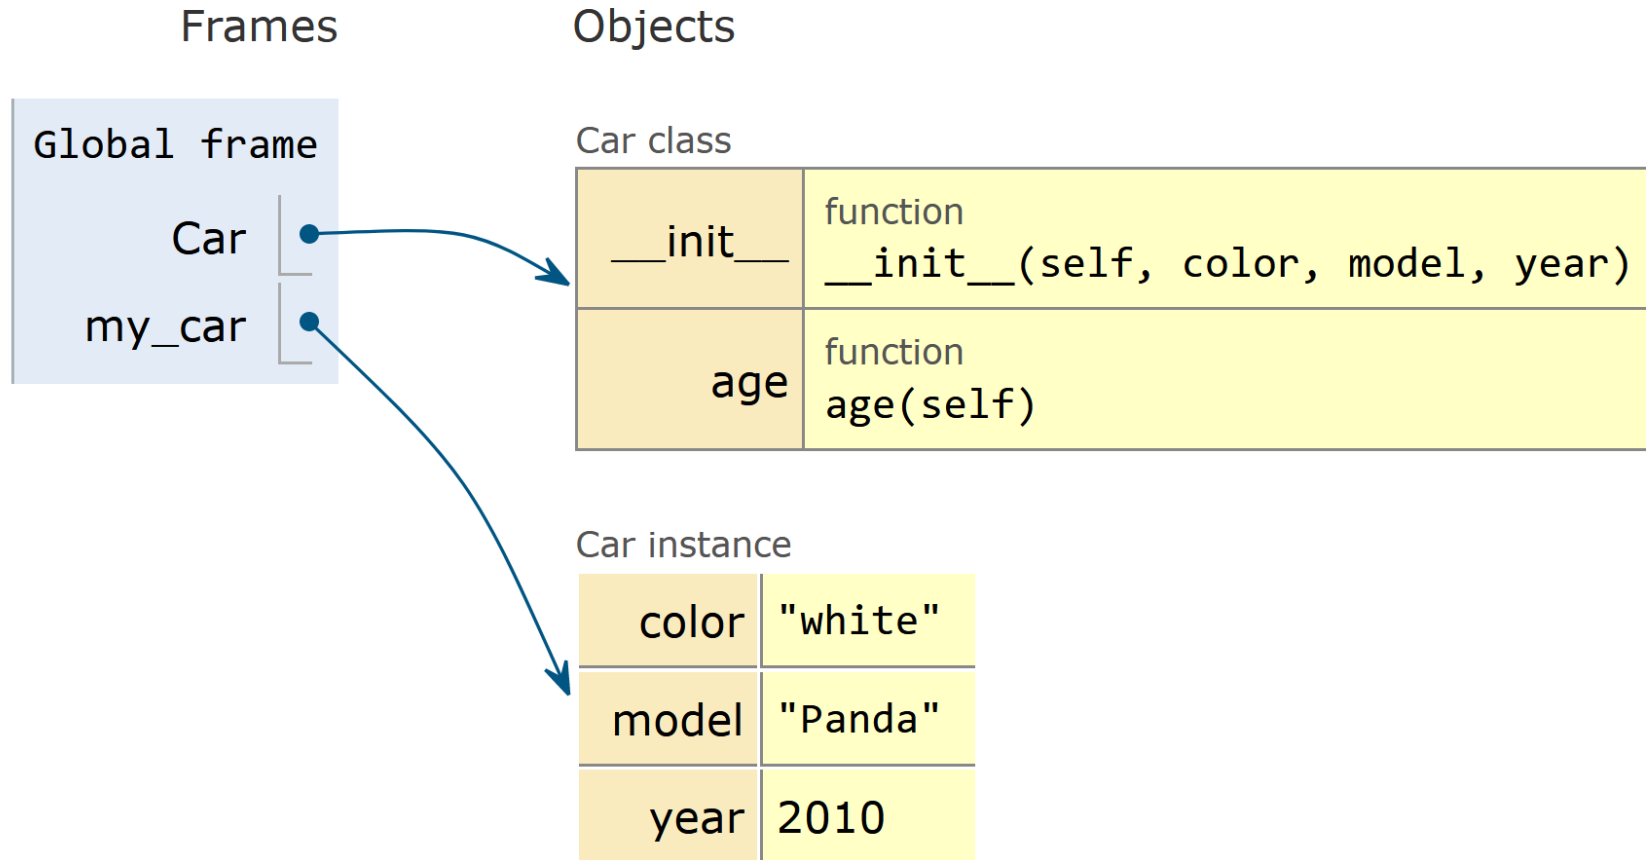 Frames
Objects
Global frame
Car
my_car
Car class
__init__
function
__init__(self, color, model, year)
age
function
age(self)
Car instance
color "white"
model "Panda"
year 2010